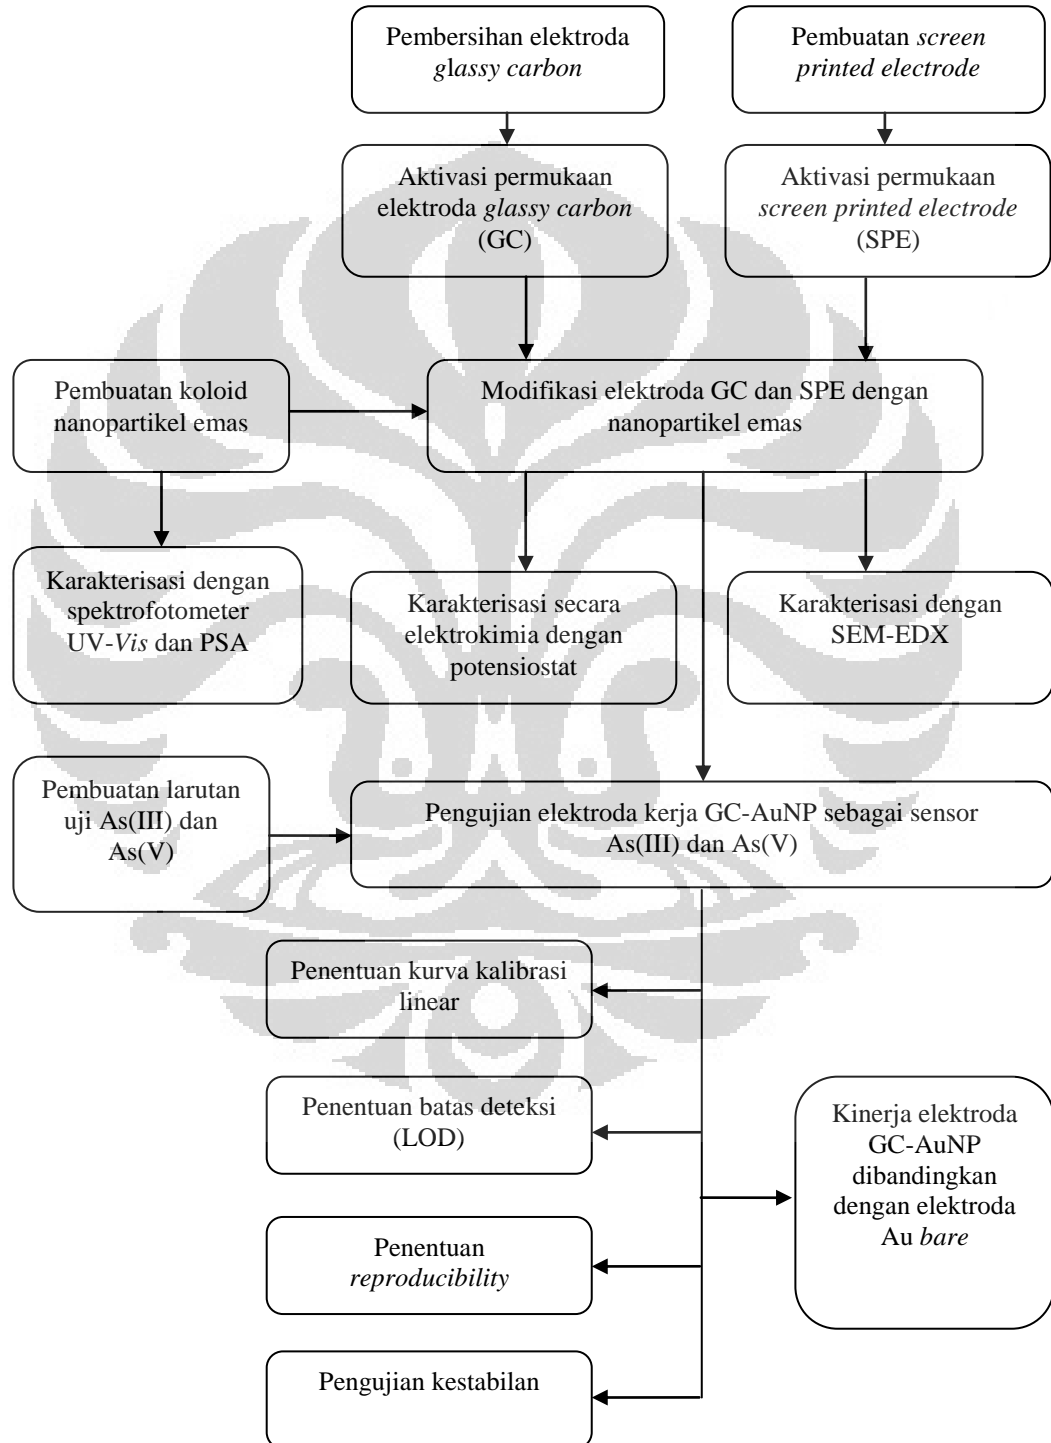 Pembersihan elektroda
glassy carbon
Pembuatan screen
printed electrode
Aktivasi permukaan
elektroda glassy carbon
(GC)
Aktivasi permukaan
screen printed electrode
(SPE)
Pembuatan koloid
nanopartikel emas
Modifikasi elektroda GC dan SPE dengan
nanopartikel emas
Karakterisasi dengan
spektrofotometer
UV-Vis dan PSA
Karakterisasi secara
elektrokimia dengan
potensiostat
Karakterisasi dengan
SEM-EDX
Pembuatan larutan
uji As(III) dan
As(V)
Pengujian elektroda kerja GC-AuNP sebagai sensor
As(III) dan As(V)
Penentuan kurva kalibrasi
linear
Penentuan batas deteksi
(LOD)
Kinerja elektroda
GC-AuNP
dibandingkan
dengan elektroda
Au bare
Penentuan
reproducibility
Pengujian kestabilan